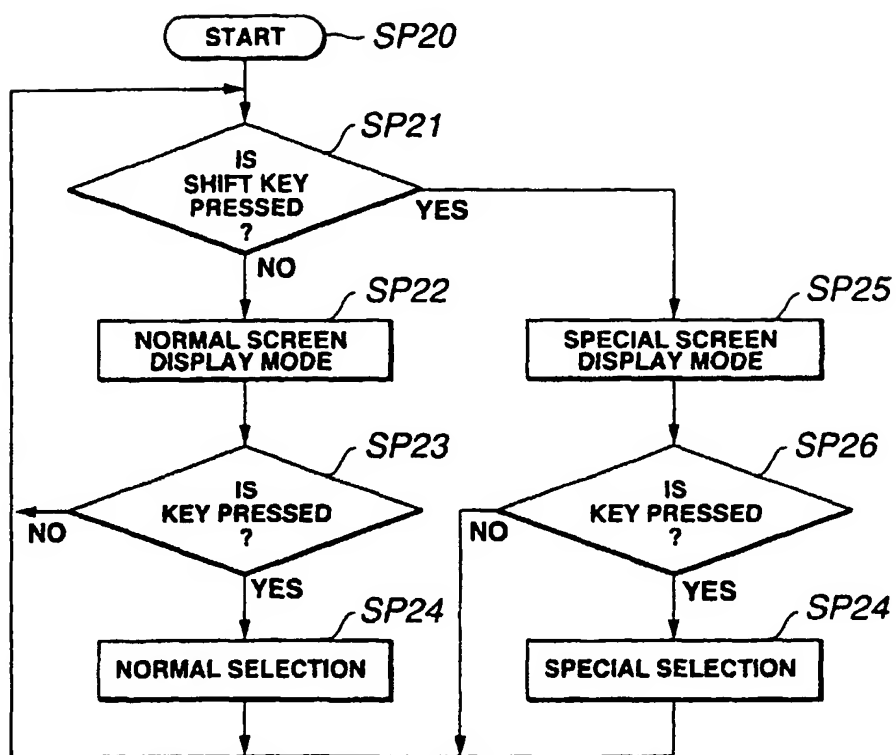 START
SP20
SP21
IS
SHIFT KEY
PRESSED
?
YES
NO
SP22
NORMAL SCREEN
DISPLAY MODE
SP25
SPECIAL SCREEN
DISPLAY MODE
SP23
IS
KEY PRESSED
?
NO
YES
SP26
IS
KEY PRESSED
?
NO
YES
SP24
NORMAL SELECTION
SP24
SPECIAL SELECTION